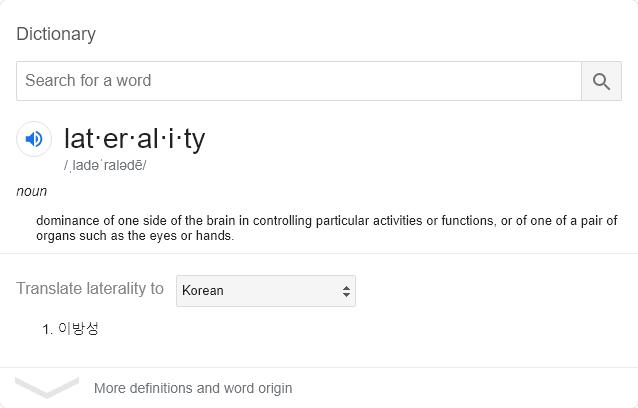 Dictionary
Search for a word
lat·er·al·i·ty
/ˌladəˈralədē/
noun
dominance of one side of the brain in controlling particular activities or functions, or of one of a pair of
organs such as the eyes or hands.
Translate laterality to Korean
1. 이방성
More definitions and word origin